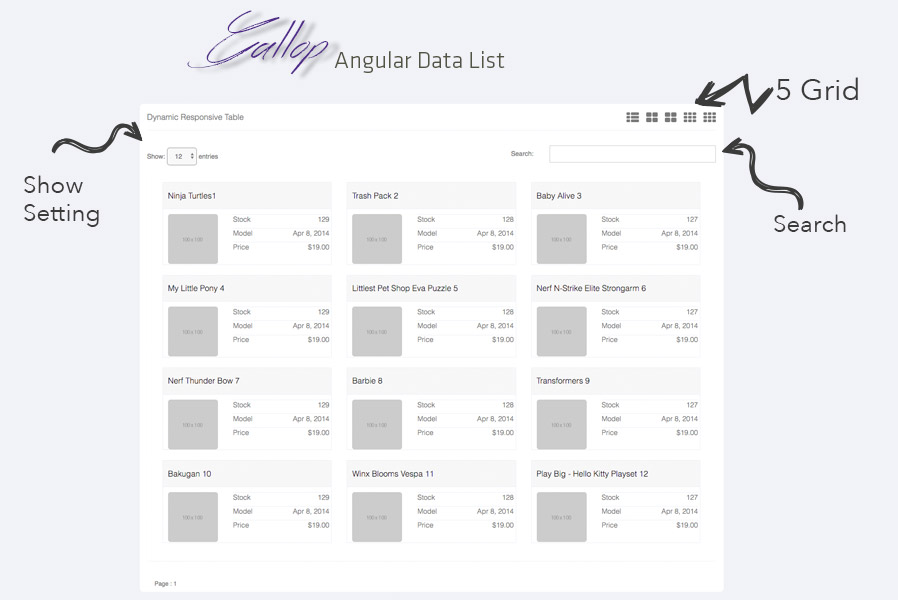 Gallop Angular Data List
5 Grid
Dynamic Responsive Table
Show: 12 entries
Search:
Show
Setting
Search
Ninja Turtles1
Stock 129
Model Apr 8, 2014
Price $19.00
100 x 100
Trash Pack 2
Stock 128
Model Apr 8, 2014
Price $19.00
100 x 100
Baby Alive 3
Stock 127
Model Apr 8, 2014
Price $19.00
100 x 100
My Little Pony 4
Stock 129
Model Apr 8, 2014
Price $19.00
100 x 100
Littlest Pet Shop Eva Puzzle 5
Stock 128
Model Apr 8, 2014
Price $19.00
100 x 100
Nerf N-Strike Elite Strongarm 6
Stock 127
Model Apr 8, 2014
Price $19.00
100 x 100
Nerf Thunder Bow 7
Stock 129
Model Apr 8, 2014
Price $19.00
100 x 100
Barbie 8
Stock 128
Model Apr 8, 2014
Price $19.00
100 x 100
Transformers 9
Stock 127
Model Apr 8, 2014
Price $19.00
100 x 100
Bakugan 10
Stock 129
Model Apr 8, 2014
Price $19.00
100 x 100
Winx Blooms Vespa 11
Stock 128
Model Apr 8, 2014
Price $19.00
100 x 100
Play Big - Hello Kitty Playset 12
Stock 127
Model Apr 8, 2014
Price $19.00
100 x 100
Page : 1